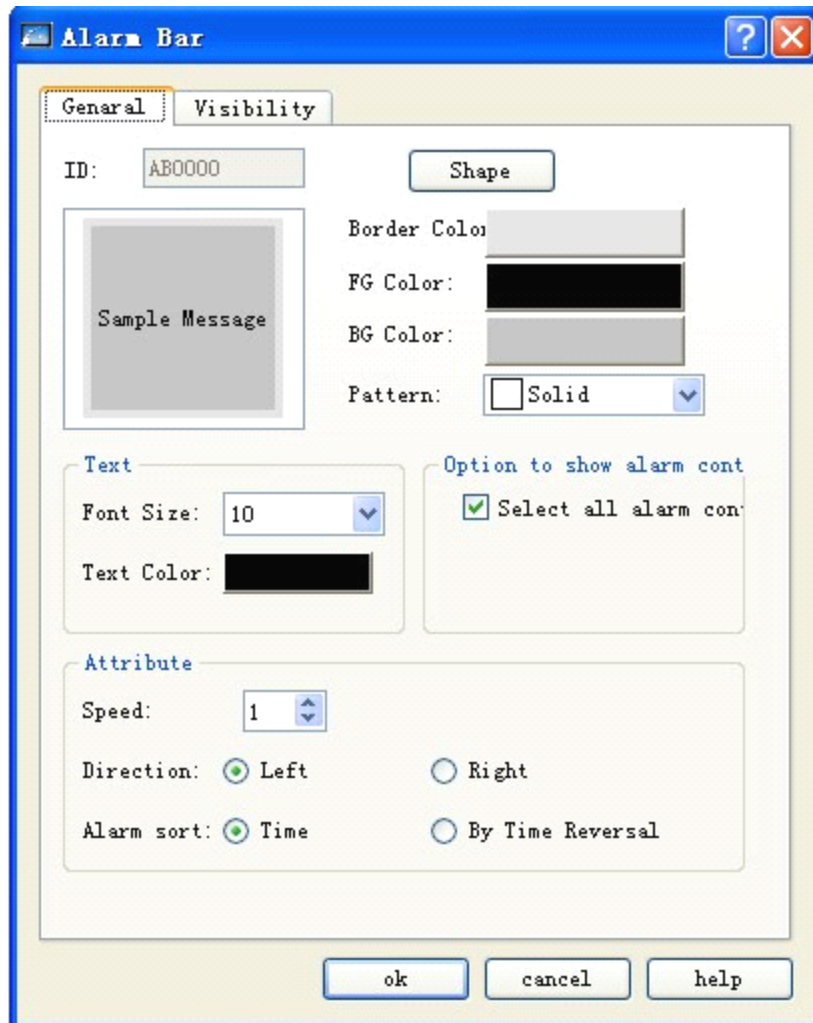 Alarm Bar
Genaral Visibility
ID: AB0000 Shape
Border Color
FG Color:
Sample Message
BG Color:
Pattern: Solid
Text Option to show alarm cont
Font Size: 10 Select all alarm con
Text Color:
Attribute
Speed: 1
Direction: Left Right
Alarm sort: Time By Time Reversal
ok cancel help